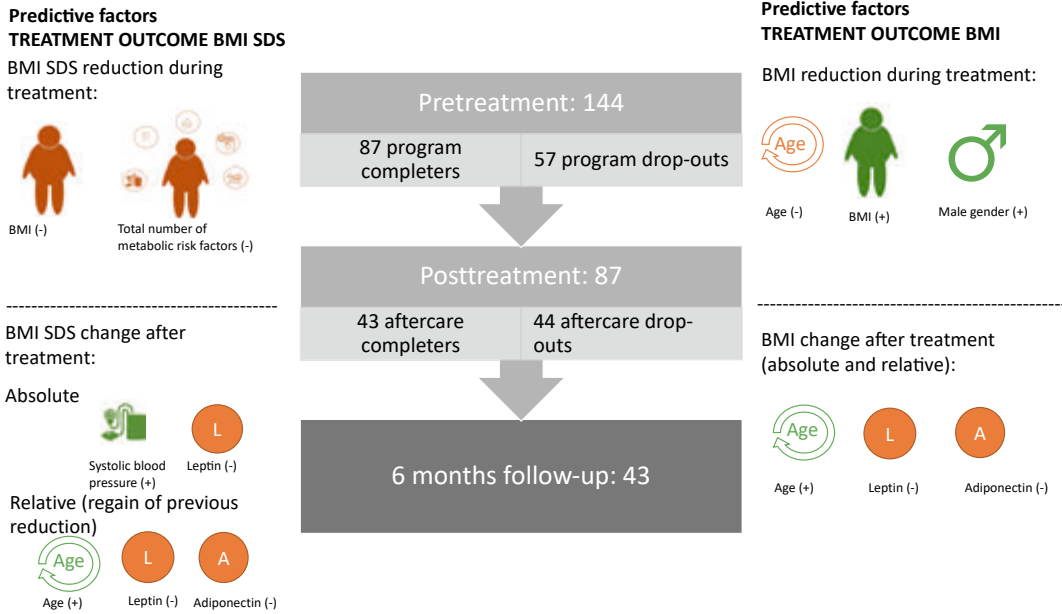 Predictive factors
TREATMENT OUTCOME BMI SDS
BMI SDS reduction during
treatment:
BMI (-)
Total number of
metabolic risk factors (-)
BMI SDS change after
treatment:
Absolute
Systolic blood
pressure (+)
L
Leptin (-)
Relative (regain of previous
reduction)
Age
L
A
Age (+)
Leptin (-)
Adiponectin (-)
Pretreatment: 144
87 program
completers
57 program drop-outs
Posttreatment: 87
43 aftercare
completers
44 aftercare drop-
outs
6 months follow-up: 43
Predictive factors
TREATMENT OUTCOME BMI
BMI reduction during treatment:
Age
Age (-)
BMI (+)
Male gender (+)
BMI change after treatment
(absolute and relative):
Age
L
A
Age (+)
Leptin (-)
Adiponectin (-)